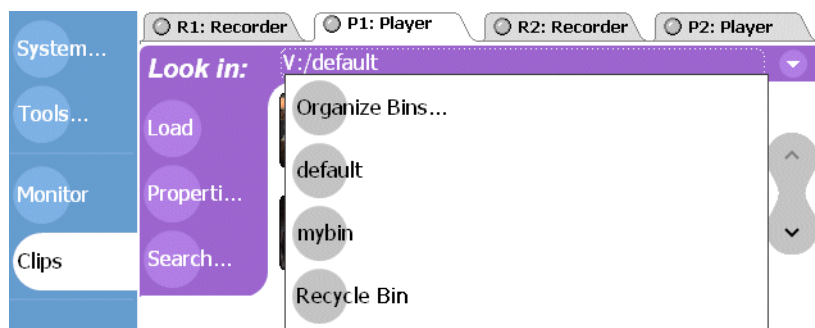 R1: Recorder
P1: Player
R2: Recorder
P2: Player
System...
Tools...
Monitor
Clips
Look in:
V:/default
Load
Properti...
Search...
Organize Bins...
default
mybin
Recycle Bin